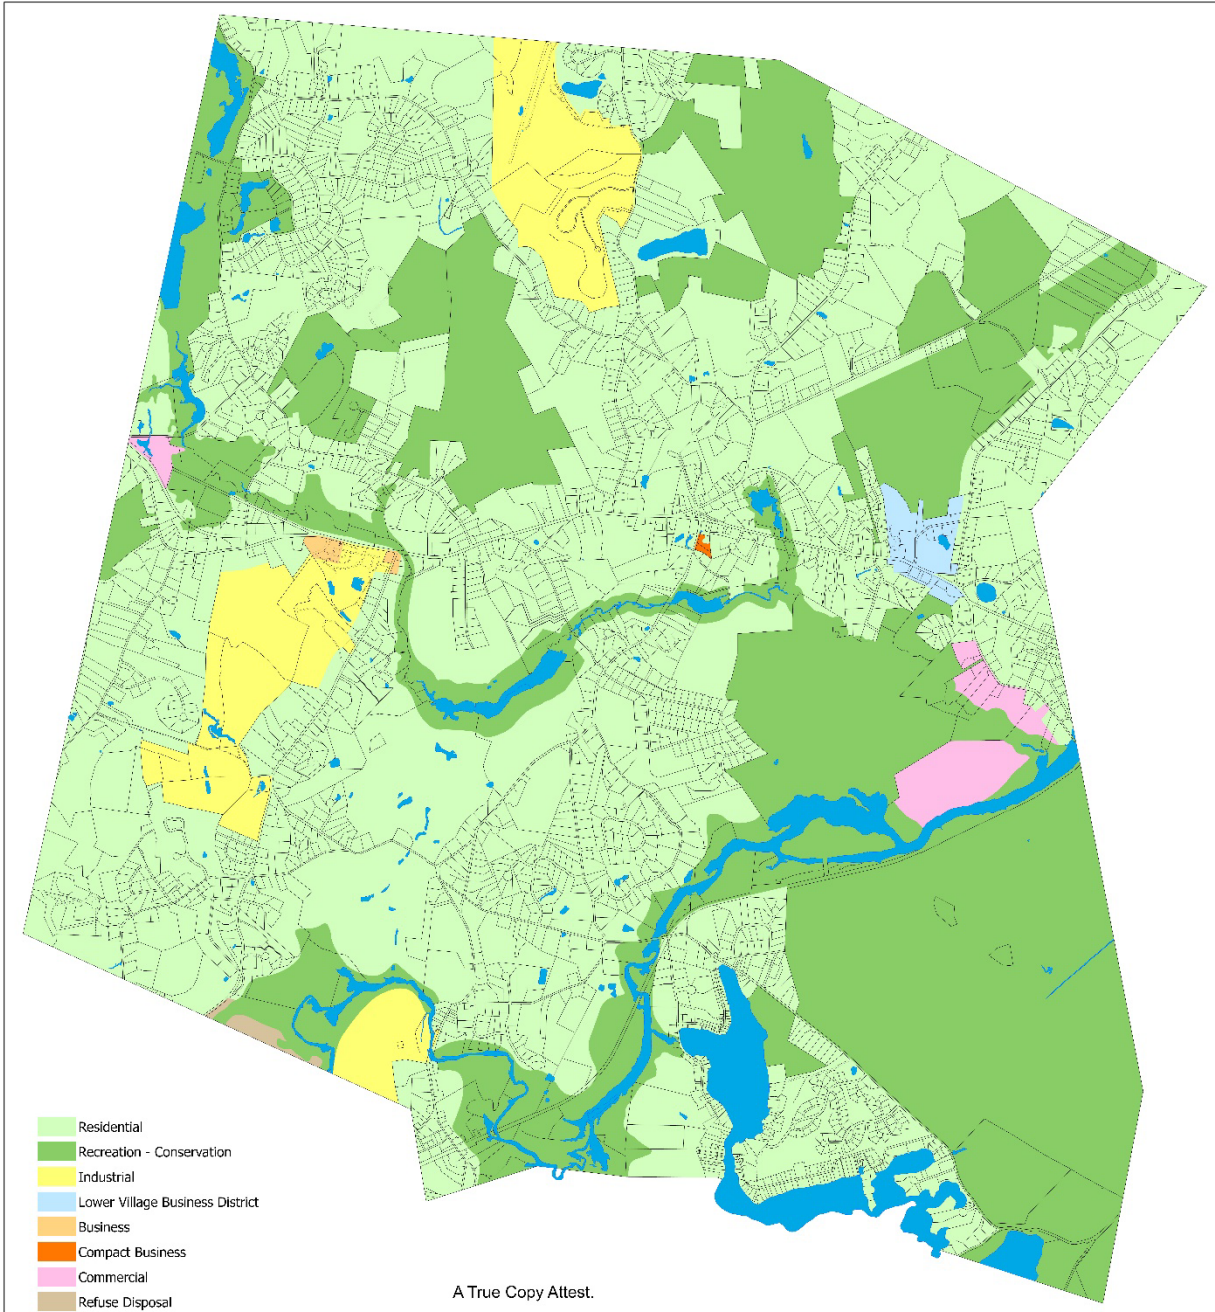 Residential
Recreation - Conservation
Industrial
Lower Village Business District
Business
Compact Business
Commercial
Refuse Disposal
A True Copy Attest.